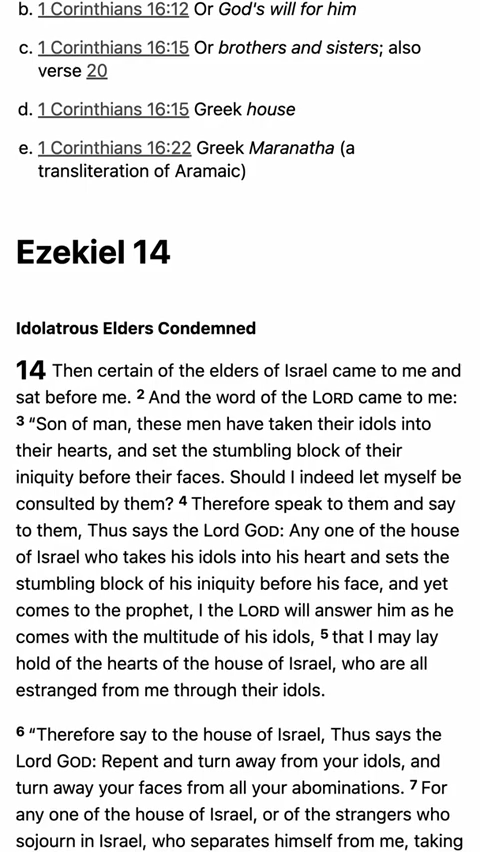 b. 1 Corinthians 16:12 Or God's will for him
c. 1 Corinthians 16:15 Or brothers and sisters; also
verse 20
d. 1 Corinthians 16:15 Greek house
e. 1 Corinthians 16:22 Greek Maranatha (a
transliteration of Aramaic)
Ezekiel 14
Idolatrous Elders Condemned
14 Then certain of the elders of Israel came to me and
sat before me. 2 And the word of the LORD came to me:
3 “Son of man, these men have taken their idols into
their hearts, and set the stumbling block of their
iniquity before their faces. Should I indeed let myself be
consulted by them? 4 Therefore speak to them and say
to them, Thus says the Lord GOD: Any one of the house
of Israel who takes his idols into his heart and sets the
stumbling block of his iniquity before his face, and yet
comes to the prophet, I the LORD will answer him as he
comes with the multitude of his idols, 5 that I may lay
hold of the hearts of the house of Israel, who are all
estranged from me through their idols.
6 “Therefore say to the house of Israel, Thus says the
Lord GOD: Repent and turn away from your idols, and
turn away your faces from all your abominations. 7 For
any one of the house of Israel, or of the strangers who
sojourn in Israel, who separates himself from me, taking